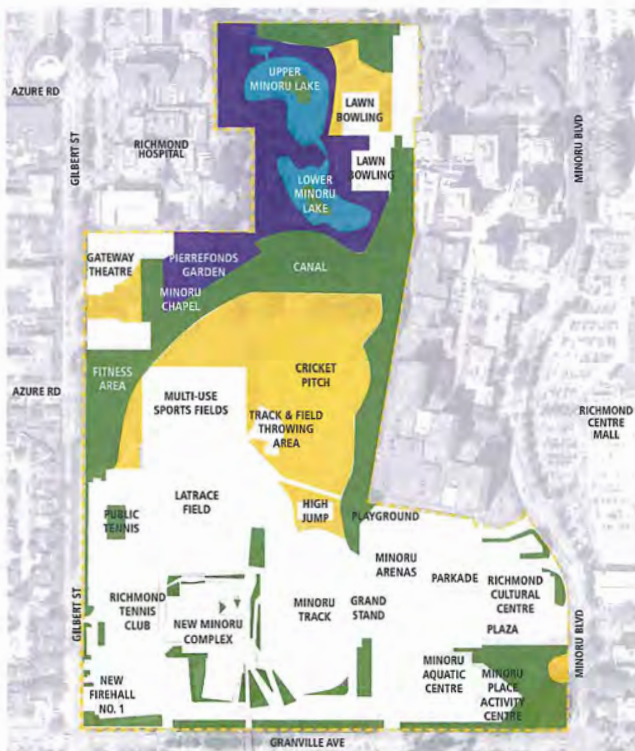 UPPER
MINORU LAKE
AZURE RD
LAWN
BOWLING
GILBERT ST
RICHMOND
HOSPITAL
MINORU BLVD
LAWN
BOWLING
LOWER
MINORU
LAKE
GATEWAY
THEATRE
PIERREFONDS
GARDEN
CANAL
MINORU
CHAPEL
FITNESS
AREA
CRICKET
PITCH
AZURE RD
MULTI-USE
SPORTS FIELDS
TRACK & FIELD
THROWING
AREA
RICHMOND
CENTRE
MALL
LATRACE
FIELD
HIGH
JUMP
PUBLIC
TENNIS
PLAYGROUND
MINORU
ARENAS
PARKADE
RICHMOND
CULTURAL
CENTRE
GILBERT ST
RICHMOND
TENNIS
CLUB
NEW MINORU
COMPLEX
MINORU
TRACK
GRAND
STAND
PLAZA
MINORU BLVD
NEW
FIREHALL
NO. 1
MINORU
AQUATIC
CENTRE
MINORU
PLACE
ACTIVITY
CENTRE
GRANVILLE AVE